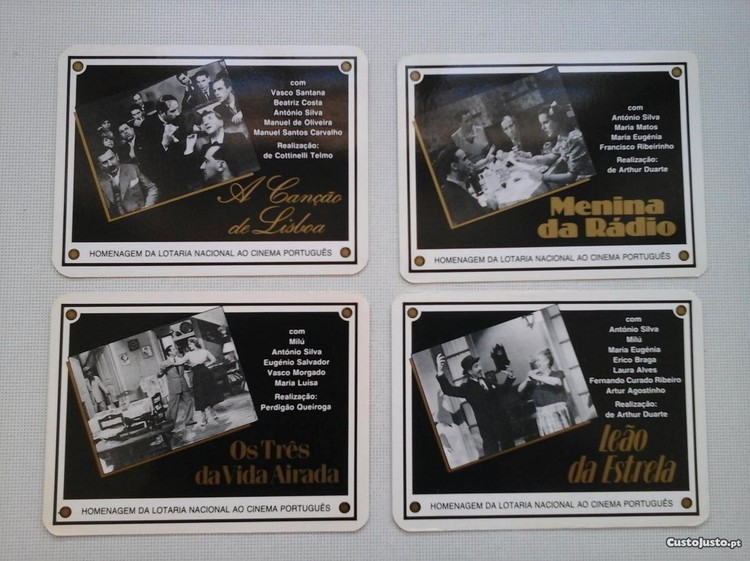 com
Vasco Santana
Beatriz Costa
António Silva
Manuel de Oliveira
Manuel Santos Carvalho
Realização:
de Cottinelli Telmo
A Canção
de Lisboa
HOMENAGEM DA LOTARIA NACIONAL AO CINEMA PORTUGUÊS
com
António Silva
Maria Matos
Maria Eugénia
Francisco Ribeirinho
Realização:
de Arthur Duarte
Menina
da Rádio
HOMENAGEM DA LOTARIA NACIONAL AO CINEMA PORTUGUÊS
com
Milú
António Silva
Eugénio Salvador
Vasco Morgado
Maria Luisa
Realização:
Perdigão Queiroga
Os Três
da Vida Airada
HOMENAGEM DA LOTARIA NACIONAL AO CINEMA PORTUGUÊS
com
António Silva
Milú
Maria Eugénia
Erico Braga
Laura Alves
Fernando Curado Ribeiro
Artur Agostinho
Realização:
de Arthur Duarte
leão
da Estrela
HOMENAGEM DA LOTARIA NACIONAL AO CINEMA PORTUGUÊS
CustoJusto.pt